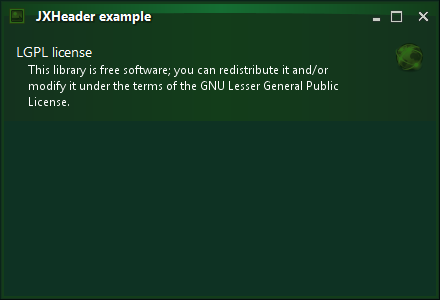 JXHeader example
LGPL license
This library is free software; you can redistribute it and/or
modify it under the terms of the GNU Lesser General Public
License.